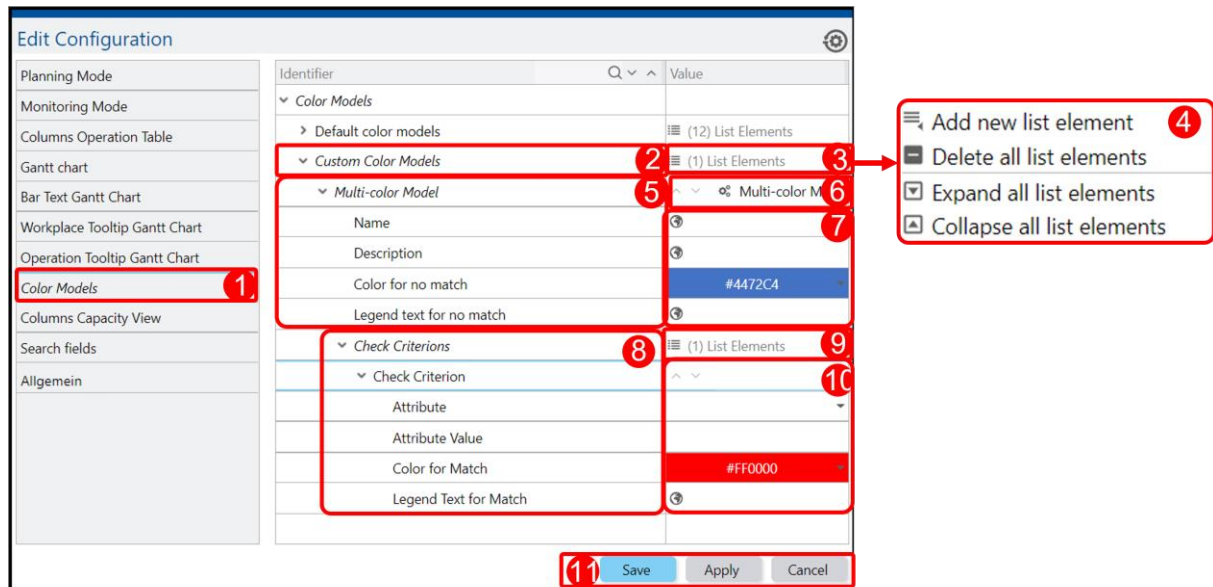 Edit Configuration
Planning Mode
Monitoring Mode
Columns Operation Table
Gantt chart
Bar Text Gantt Chart
Workplace Tooltip Gantt Chart
Operation Tooltip Gantt Chart
Color Models 1
Columns Capacity View
Search fields
Allgemein
Identifier Value
Color Models
Default color models (12) List Elements
Custom Color Models 2 (1) List Elements 3
Multi-color Model 5 Multi-color M 6
Name 7
Description
Color for no match #4472C4
Legend text for no match
Check Criterions 8 (1) List Elements 9
Check Criterion 10
Attribute
Attribute Value
Color for Match #FF0000
Legend Text for Match
11 Save Apply Cancel
Add new list element 4
Delete all list elements
Expand all list elements
Collapse all list elements